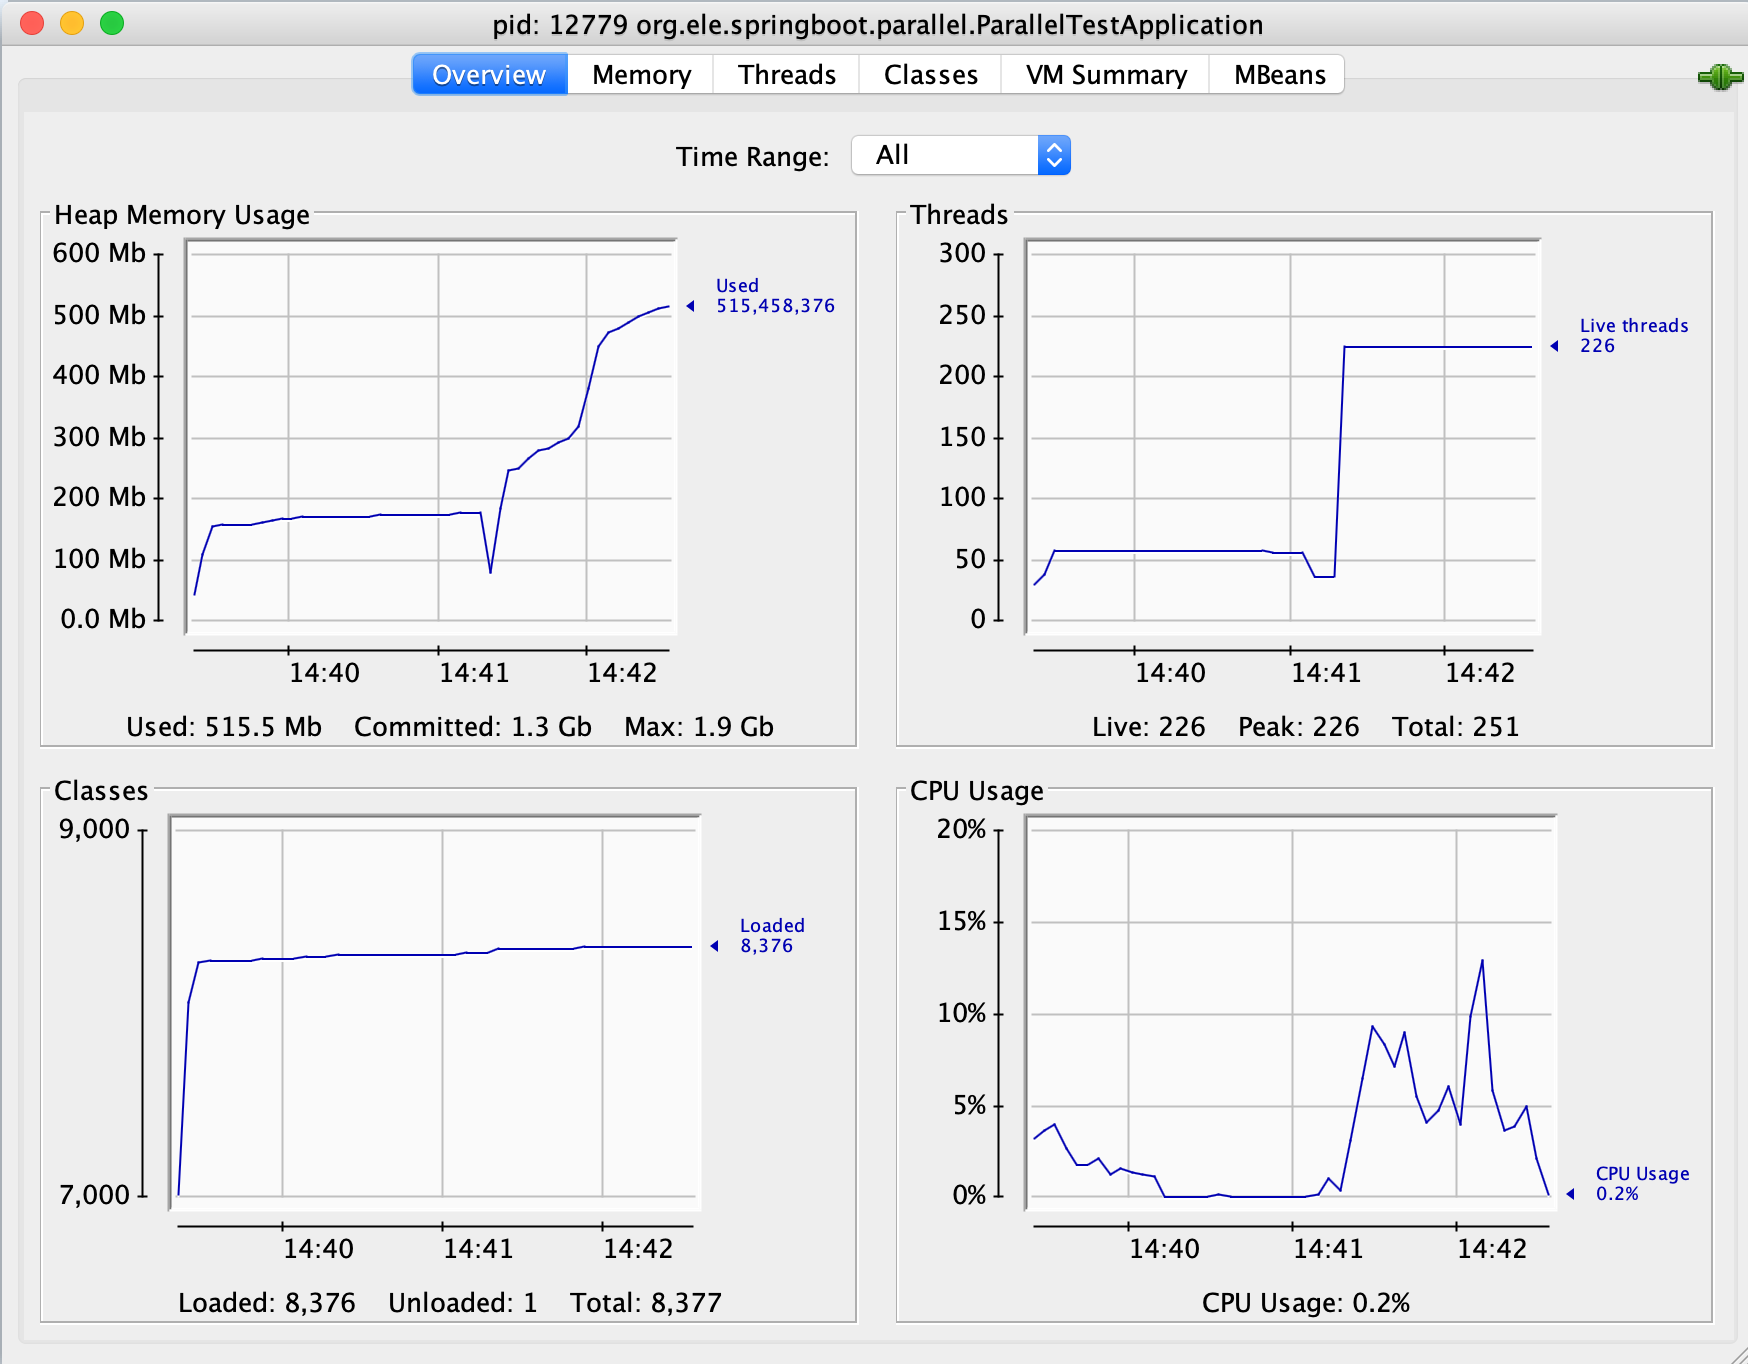 pid: 12779 org.ele.springboot.parallel.ParallelTestApplication
Overview Memory Threads Classes VM Summary MBeans
Time Range: All
Heap Memory Usage
600 Mb
500 Mb
400 Mb
300 Mb
200 Mb
100 Mb
0.0 Mb
Used
515,458,376
14:40 14:41 14:42
Used: 515.5 Mb Committed: 1.3 Gb Max: 1.9 Gb
Threads
300
250
200
150
100
50
0
Live threads
226
14:40 14:41 14:42
Live: 226 Peak: 226 Total: 251
Classes
9,000
7,000
Loaded
8,376
14:40 14:41 14:42
Loaded: 8,376 Unloaded: 1 Total: 8,377
CPU Usage
20%
15%
10%
5%
0%
CPU Usage
0.2%
14:40 14:41 14:42
CPU Usage: 0.2%